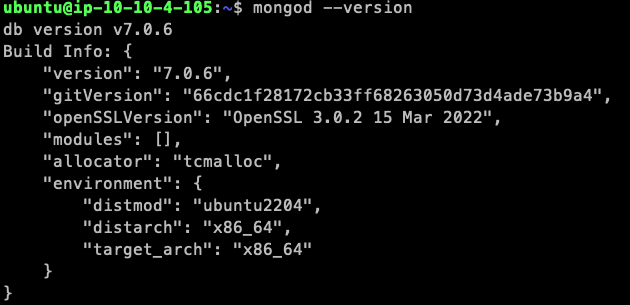 ubuntu@ip-10-10-4-105:~$ mongod --version
db version v7.0.6
Build Info: {
    "version": "7.0.6",
    "gitVersion": "66cdc1f28172cb33ff68263050d73d4ade73b9a4",
    "openSSLVersion": "OpenSSL 3.0.2 15 Mar 2022",
    "modules": [],
    "allocator": "tcmalloc",
    "environment": {
        "distmod": "ubuntu2204",
        "distarch": "x86_64",
        "target_arch": "x86_64"
    }
}